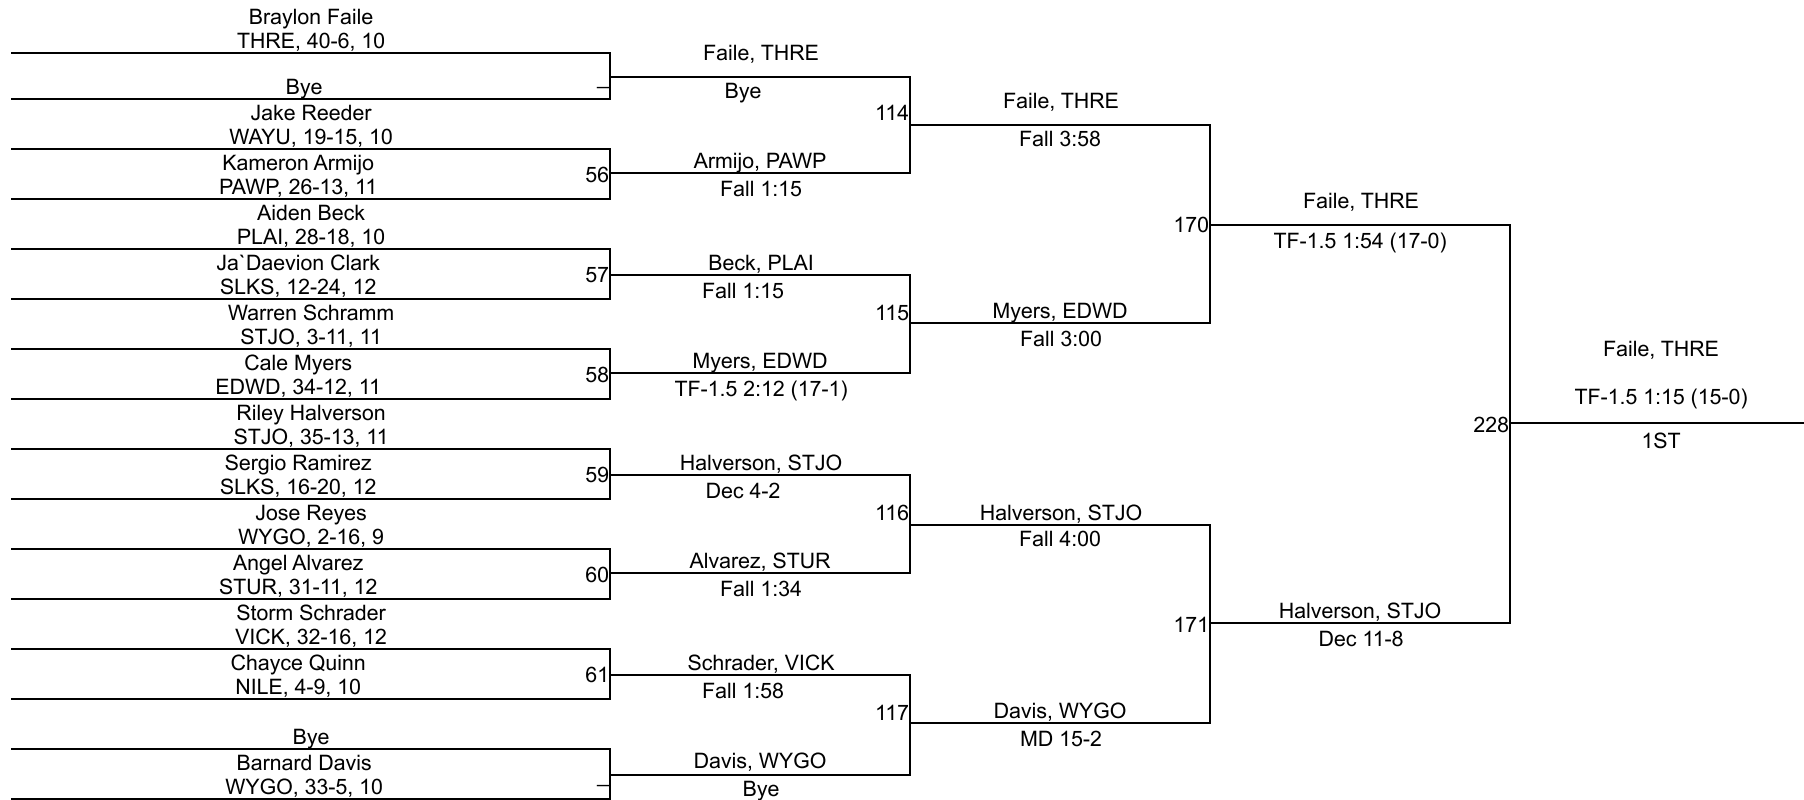 Braylon Faile
THRE, 40-6, 10
Bye
Jake Reeder
WAYU, 19-15, 10
Kameron Armijo
PAWP, 26-13, 11
Aiden Beck
PLAI, 28-18, 10
Ja`Daevion Clark
SLKS, 12-24, 12
Warren Schramm
STJO, 3-11, 11
Cale Myers
EDWD, 34-12, 11
Riley Halverson
STJO, 35-13, 11
Sergio Ramirez
SLKS, 16-20, 12
Jose Reyes
WYGO, 2-16, 9
Angel Alvarez
STUR, 31-11, 12
Storm Schrader
VICK, 32-16, 12
Chayce Quinn
NILE, 4-9, 10
Bye
Barnard Davis
WYGO, 33-5, 10
–
56
57
58
59
60
61
–
Faile, THRE
Bye
Armijo, PAWP
Fall 1:15
Beck, PLAI
Fall 1:15
Myers, EDWD
TF-1.5 2:12 (17-1)
Halverson, STJO
Dec 4-2
Alvarez, STUR
Fall 1:34
Schrader, VICK
Fall 1:58
Davis, WYGO
Bye
114
115
116
117
Faile, THRE
Fall 3:58
Myers, EDWD
Fall 3:00
Halverson, STJO
Fall 4:00
Davis, WYGO
MD 15-2
170
171
Faile, THRE
TF-1.5 1:54 (17-0)
Halverson, STJO
Dec 11-8
228
Faile, THRE
TF-1.5 1:15 (15-0)
1ST